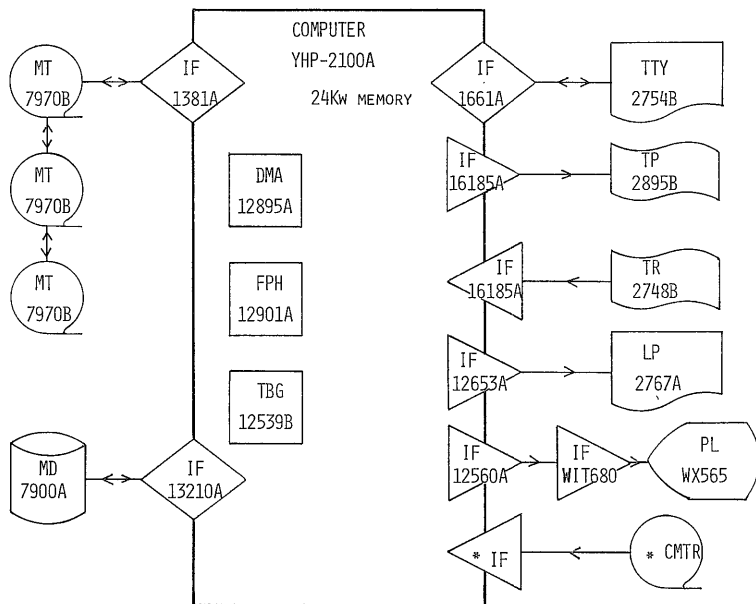 COMPUTER
YHP-2100A
24KW MEMORY
MT
7970B
IF
1381A
IF
1661A
TTY
2754B
MT
7970B
DMA
12895A
IF
16185A
TP
2895B
MT
7970B
FPH
12901A
IF
16185A
TR
2748B
TBG
12539B
IF
12653A
LP
2767A
MD
7900A
IF
13210A
IF
12560A
IF
WIT680
PL
WX565
* IF
* CMTR